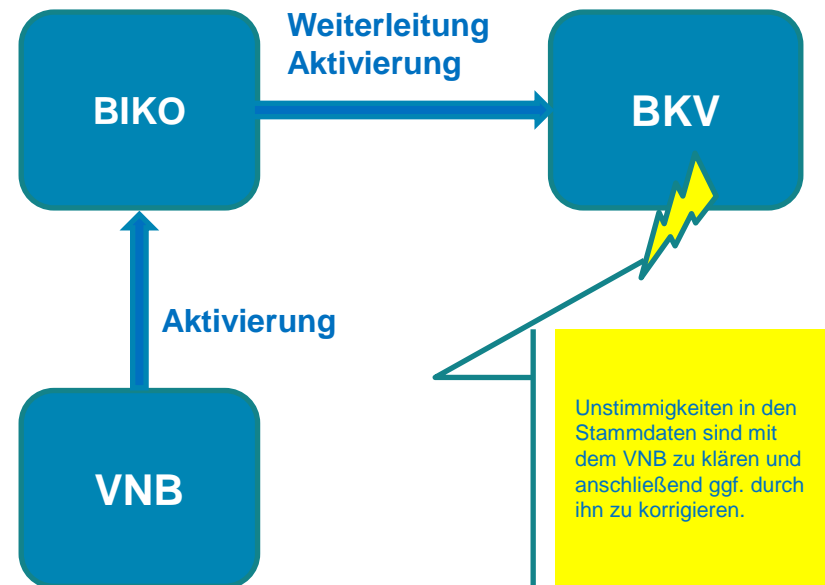 Weiterleitung
Aktivierung
BIKO
BKV
Aktivierung
VNB
Unstimmigkeiten in den
Stammdaten sind mit
dem VNB zu klären und
anschließend ggf. durch
ihn zu korrigieren.